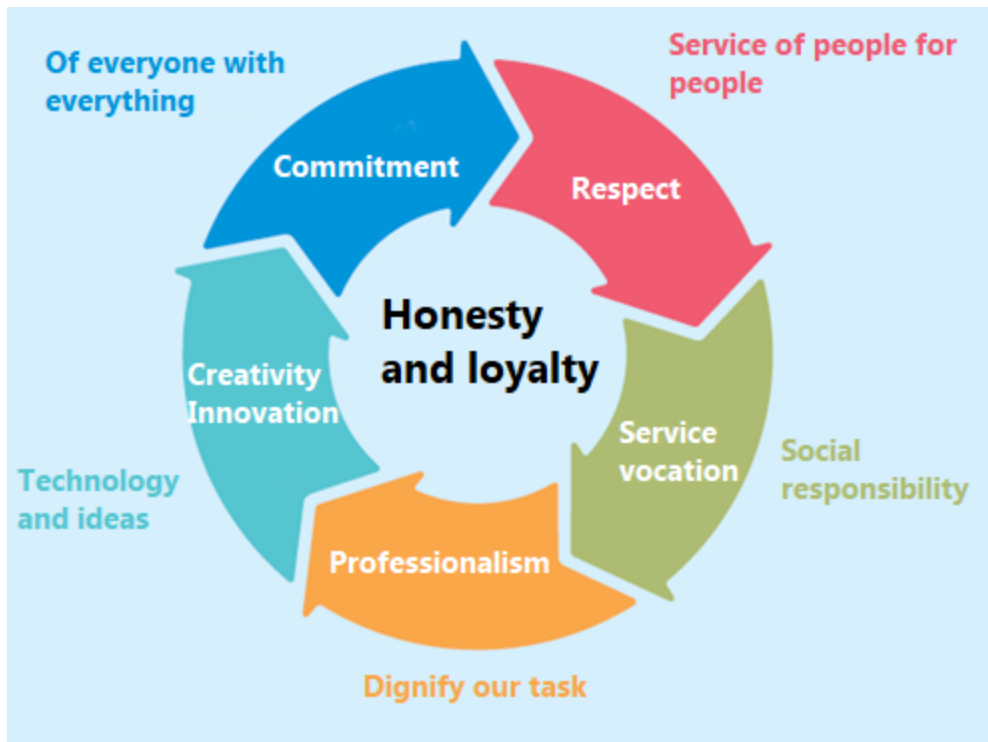 Of everyone with
everything
Service of people for
people
Commitment
Respect
Honesty
and loyalty
Creativity
Innovation
Service
vocation
Technology
and ideas
Social
responsibility
Professionalism
Dignify our task